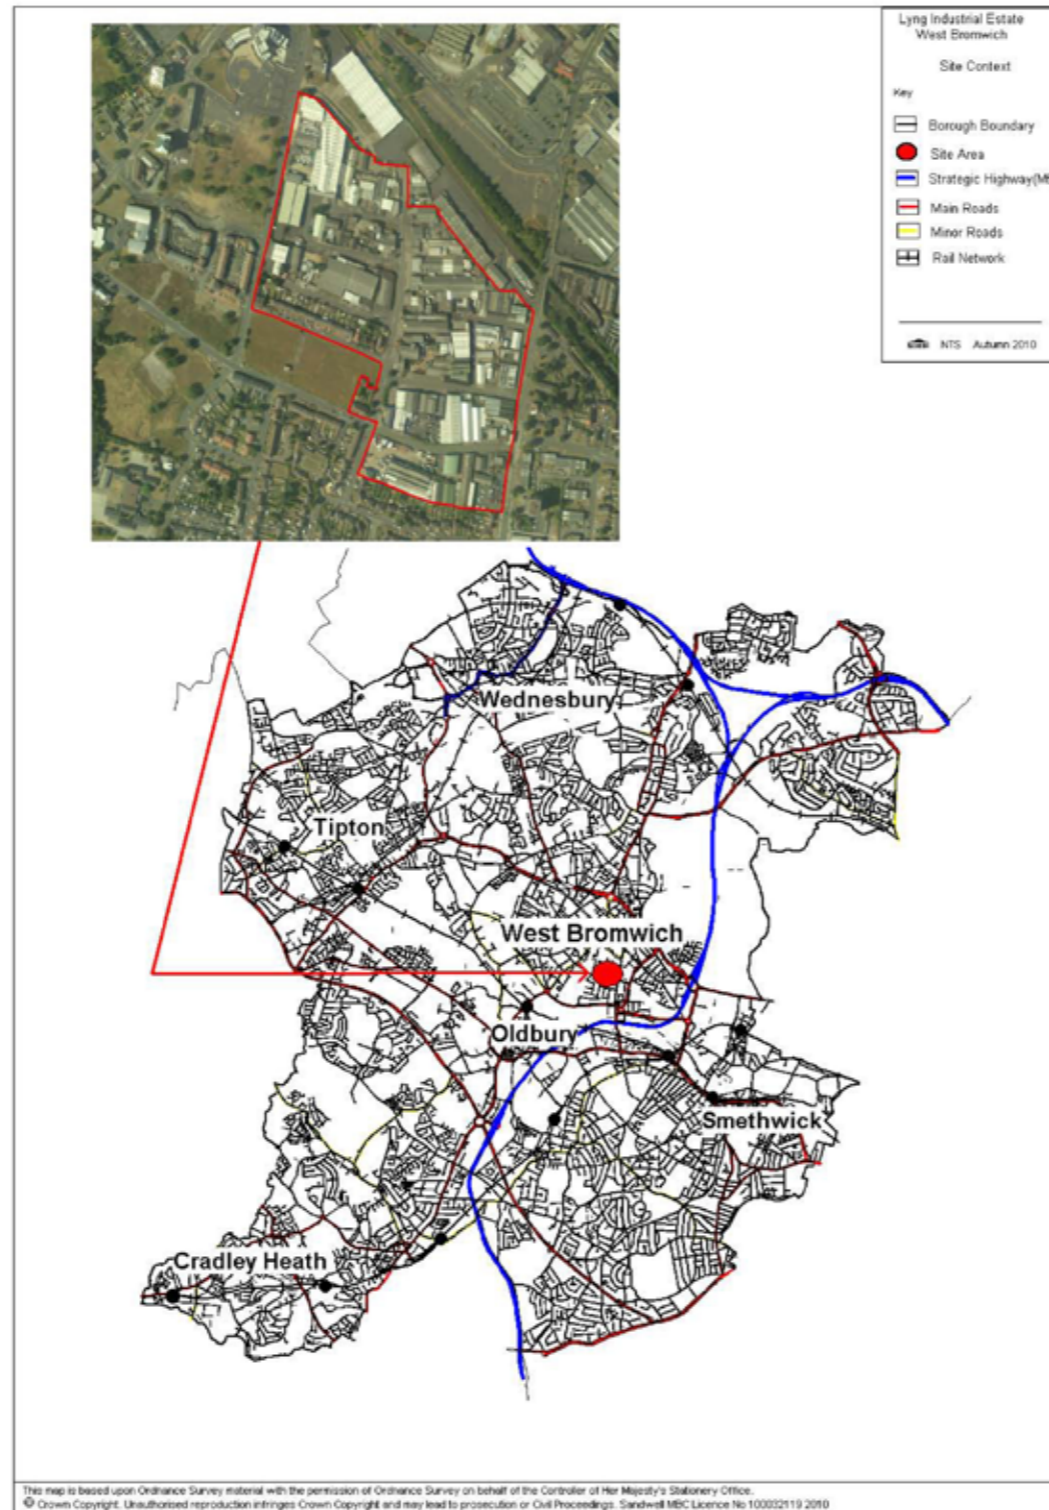 Lyng Industrial Estate
West Bromwich
Site Context
Key
Borough Boundary
Site Area
Strategic Highway
Main Roads
Minor Roads
Rail Network
NTS Autumn 2010
Wednesbury
Tipton
West Bromwich
Oldbury
Smethwick
Cradley Heath
This map is based upon Ordnance Survey material with the permission of Ordnance Survey on behalf of the Controller of Her Majesty's Stationery Office.
© Crown Copyright. Unauthorised reproduction infringes Crown Copyright and may lead to prosecution or Civil Proceedings. Sandwell MBC Licence No 100032119 2010